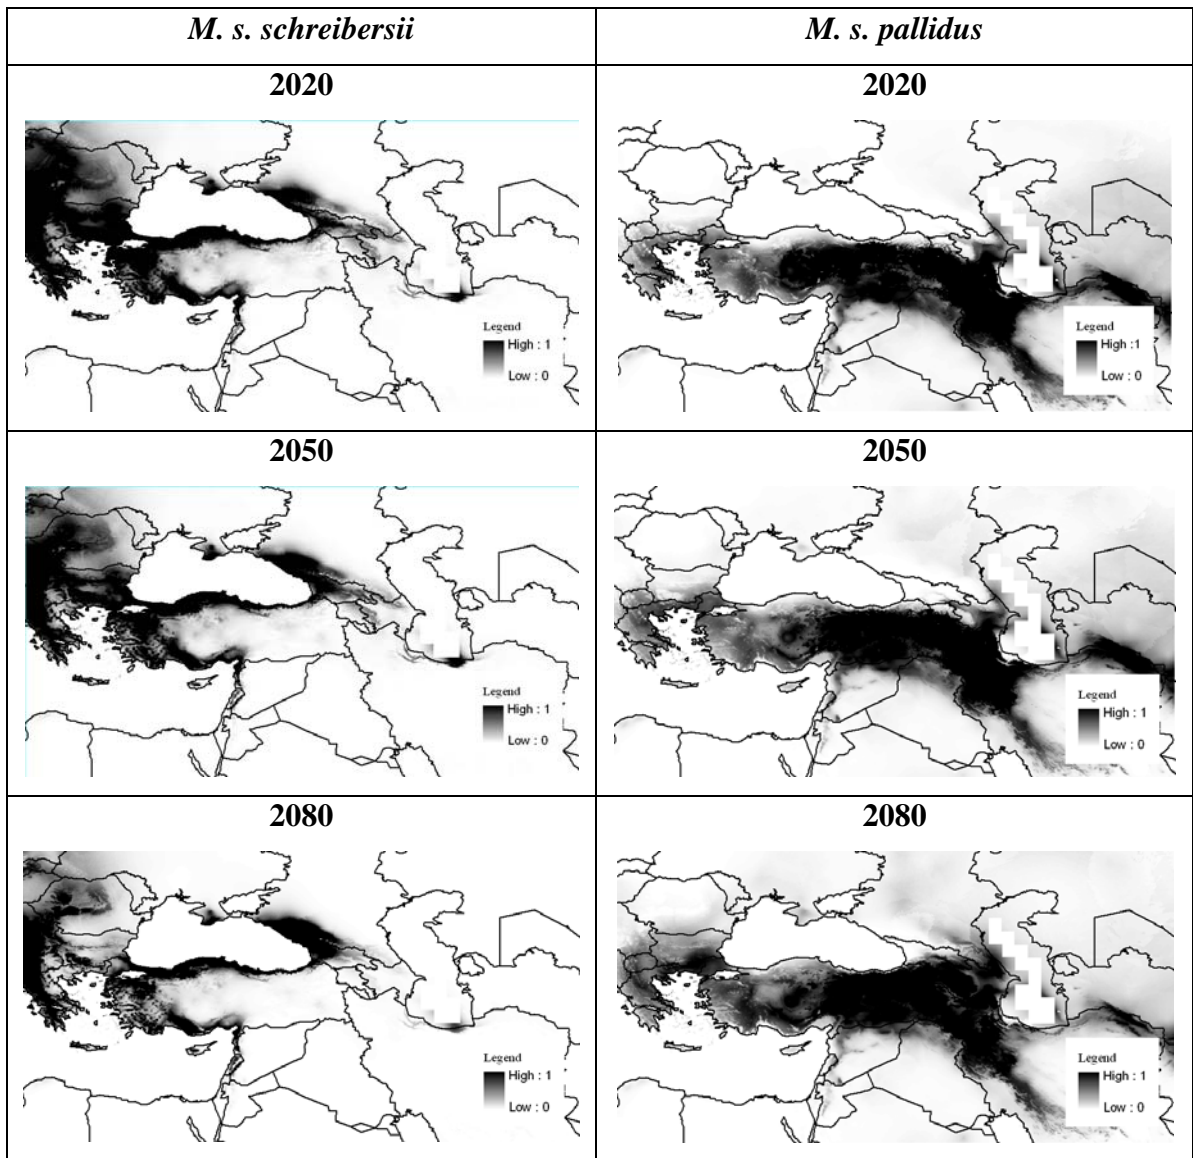 M. s. schreibersii
M. s. pallidus
2020
2020
Legend
High : 1
Low : 0
Legend
High :1
Low : 0
2050
2050
Legend
High : 1
Low : 0
Legend
High : 1
Low : 0
2080
2080
Legend
High : 1
Low : 0
Legend
High : 1
Low : 0